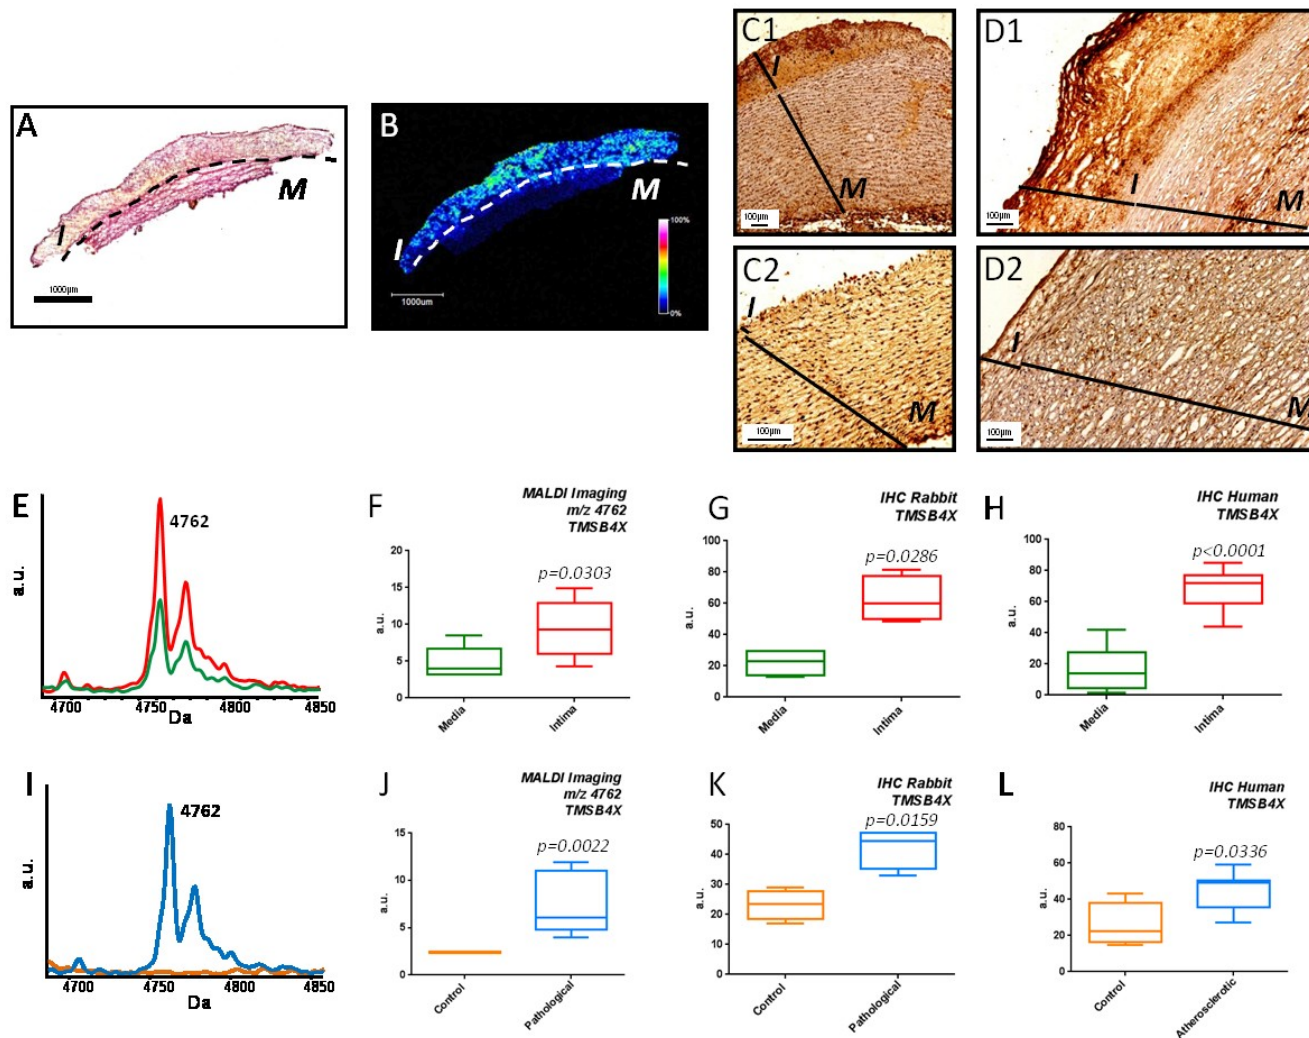 A
I
M
1000µm
B
I
M
100%
0%
1000um
C1
I
M
100µm
D1
I
M
100µm
C2
I
M
100µm
D2
I
M
100µm
E
4762
a.u.
4700 4750 4800 4850
Da
F
MALDI Imaging
m/z 4762
TMSB4X
p=0.0303
a.u.
20
15
10
5
0
Media Intima
G
IHC Rabbit
TMSB4X
p=0.0286
a.u.
100
80
60
40
20
0
Media Intima
H
IHC Human
TMSB4X
p<0.0001
a.u.
100
80
60
40
20
0
Media Intima
I
4762
a.u.
4700 4750 4800 4850
Da
J
MALDI Imaging
m/z 4762
TMSB4X
p=0.0022
a.u.
15
10
5
0
Control Pathological
K
IHC Rabbit
TMSB4X
p=0.0159
a.u.
50
40
30
20
10
0
Control Pathological
L
IHC Human
TMSB4X
p=0.0336
a.u.
80
60
40
20
0
Control Atherosclerotic